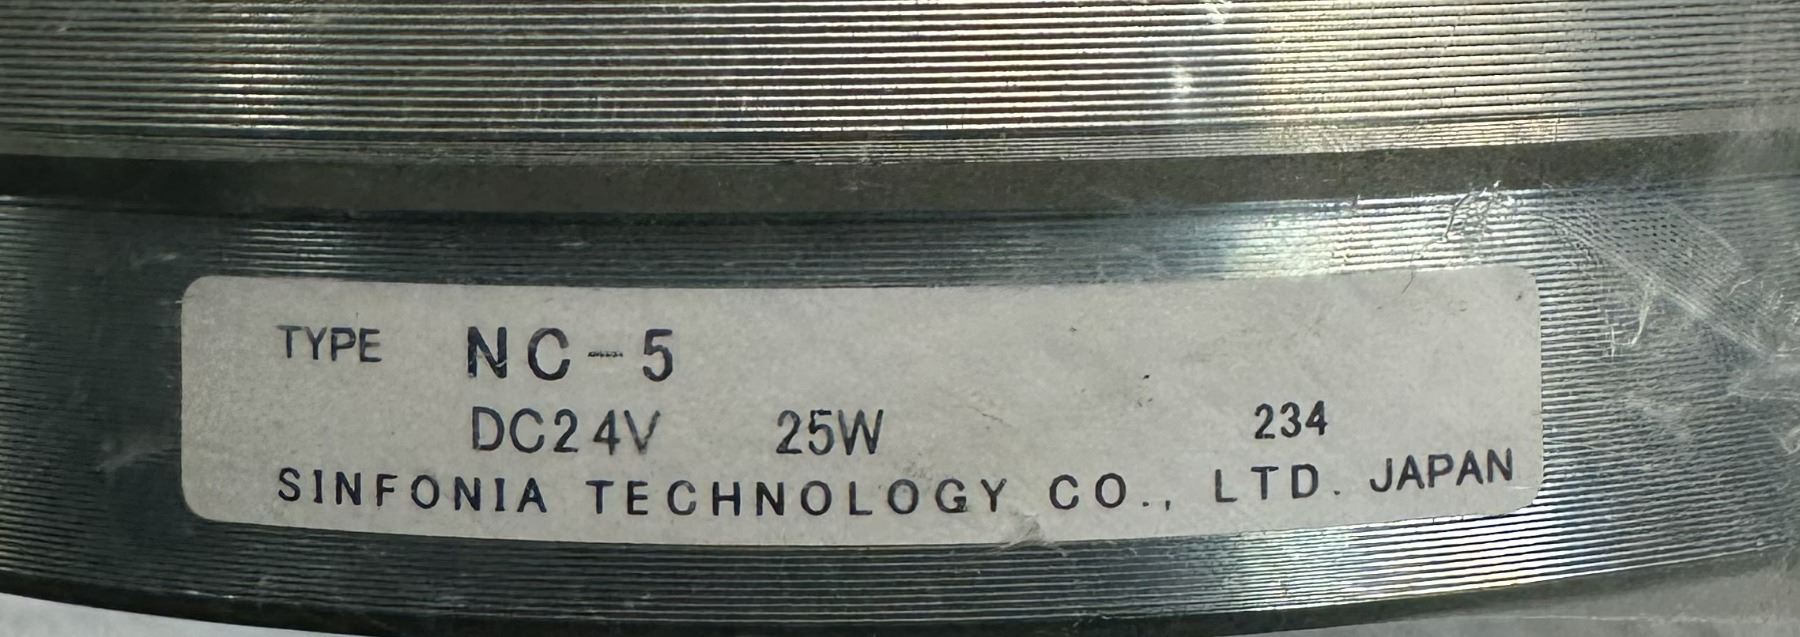 TYPE NC-5
DC24V 25W 234
SINFONIA TECHNOLOGY CO., LTD. JAPAN